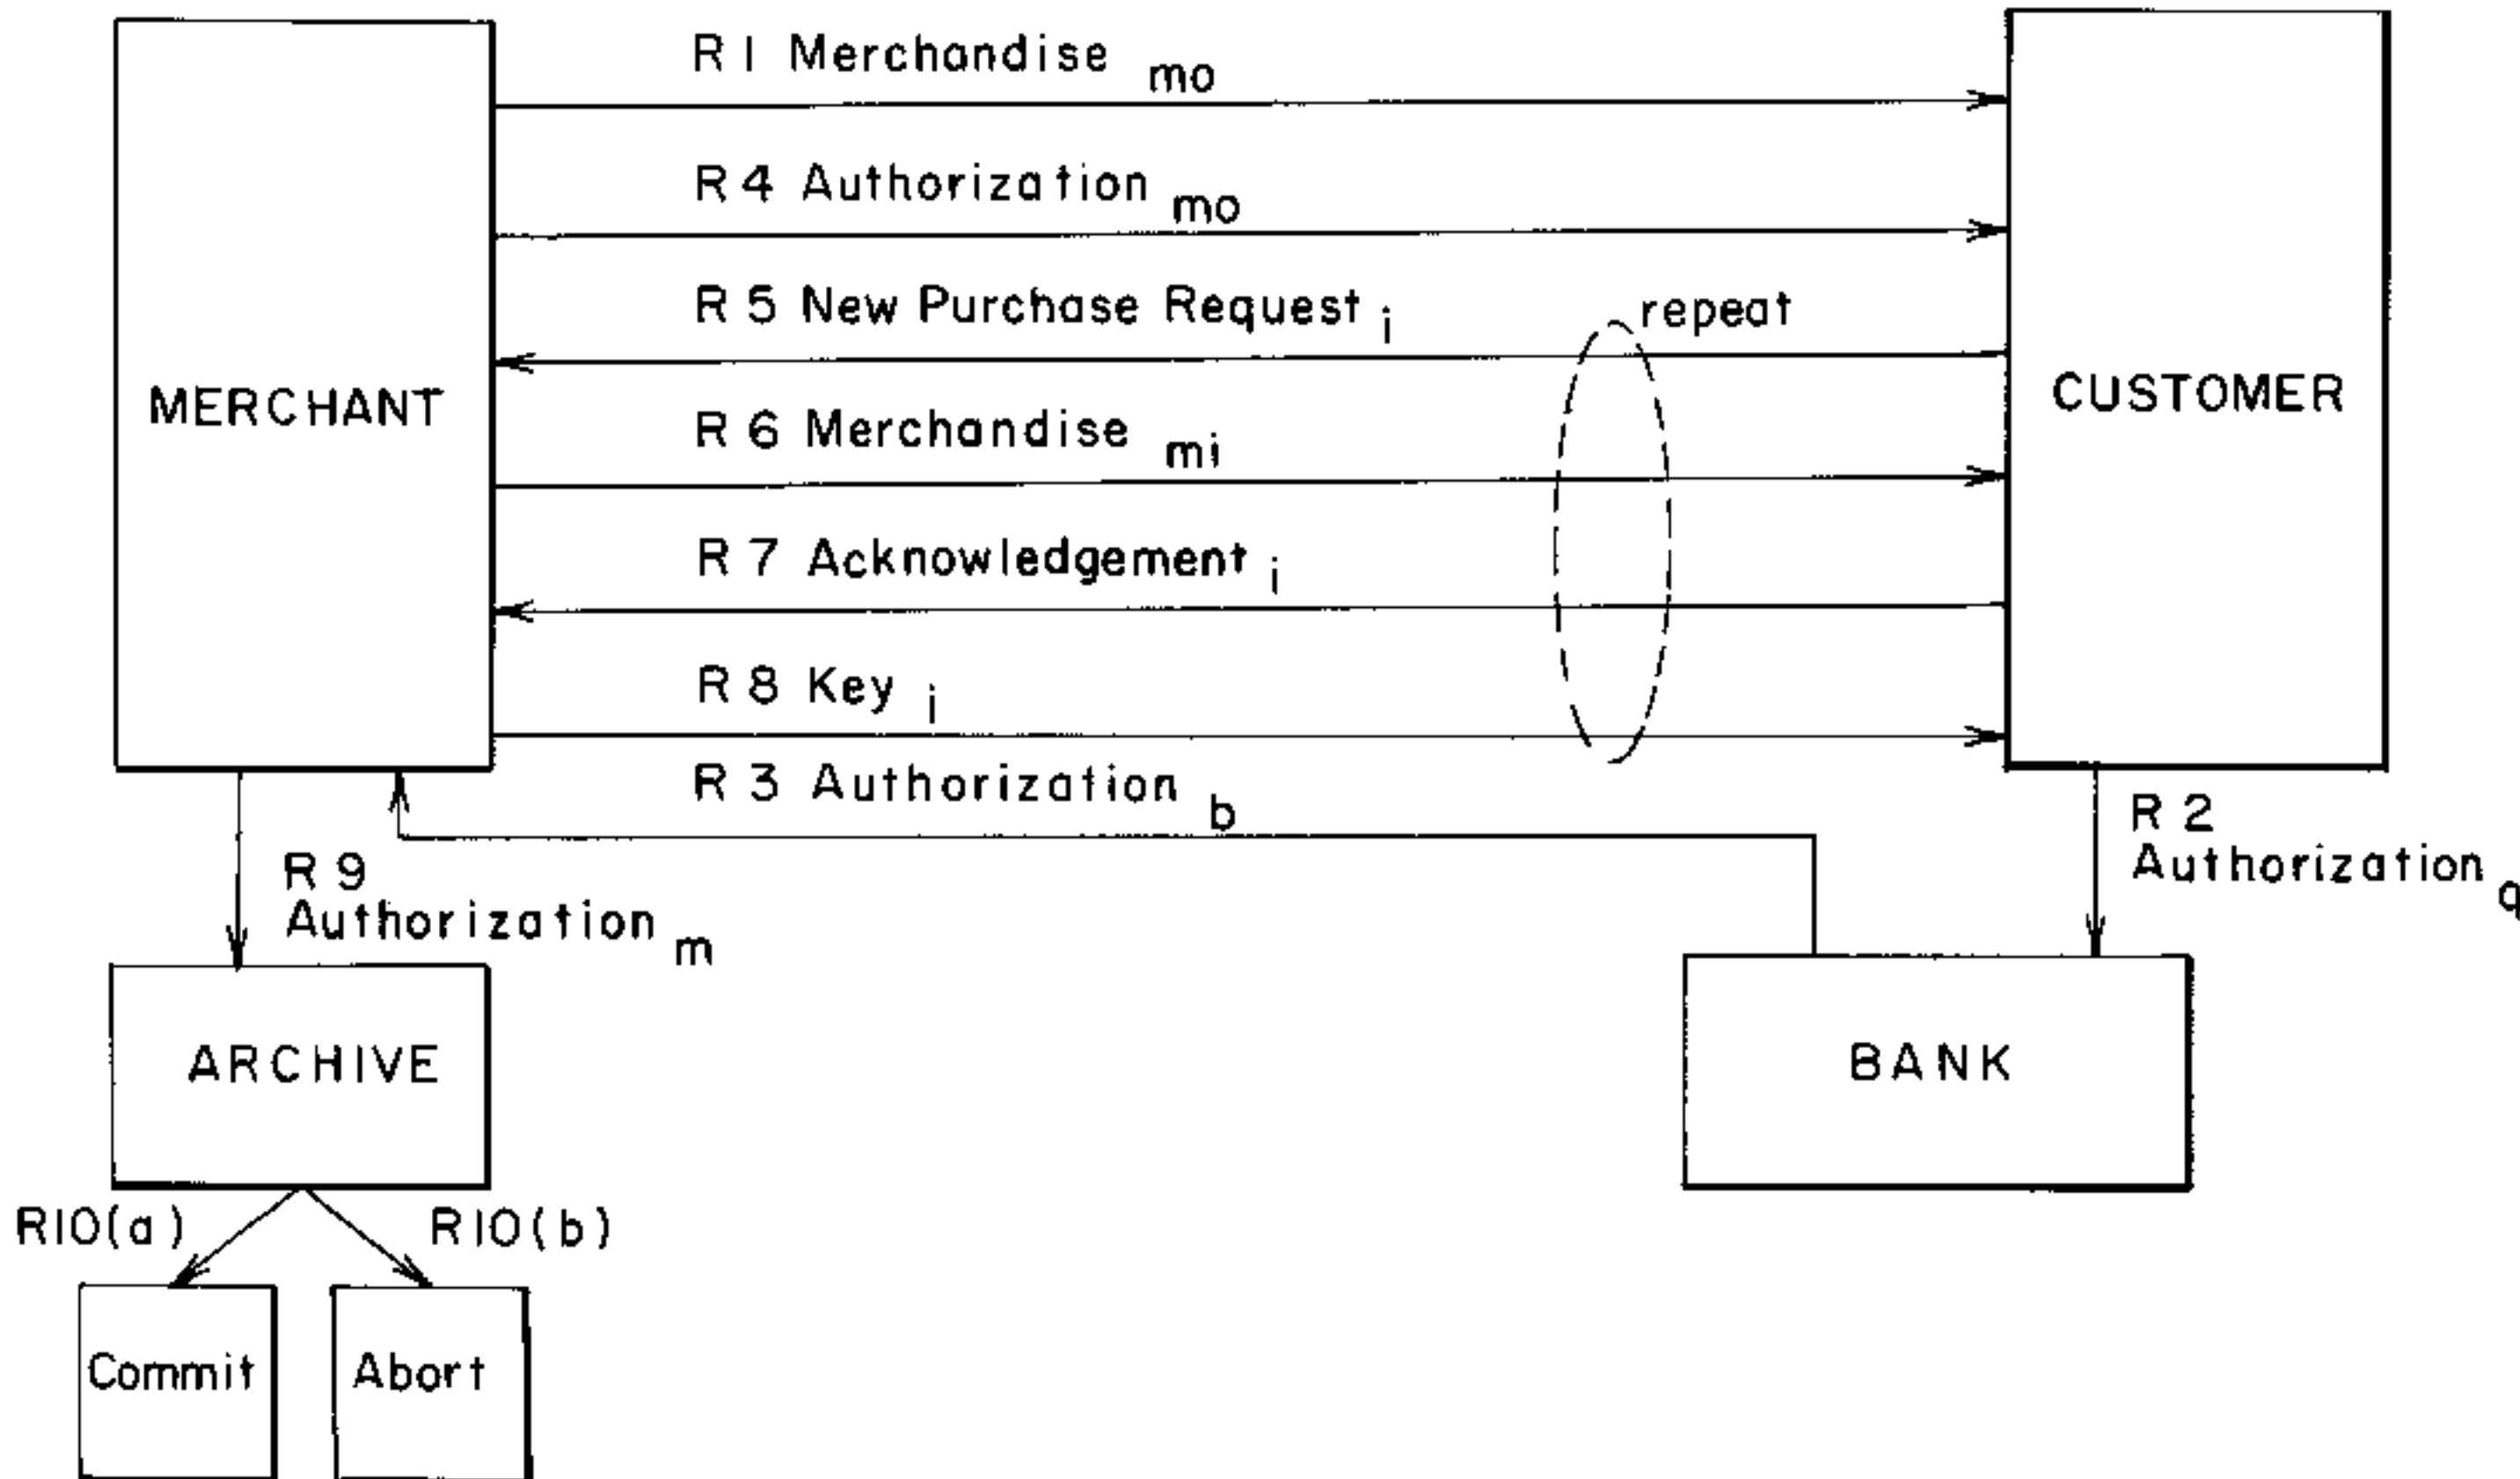 R1 Merchandise mo
R4 Authorization mo
R5 New Purchase Request i
repeat
MERCHANT
CUSTOMER
R6 Merchandise mi
R7 Acknowledgement i
R8 Key i
R3 Authorization b
R2
Authorization q
R9
Authorization m
ARCHIVE
BANK
R10(a)
R10(b)
Commit
Abort